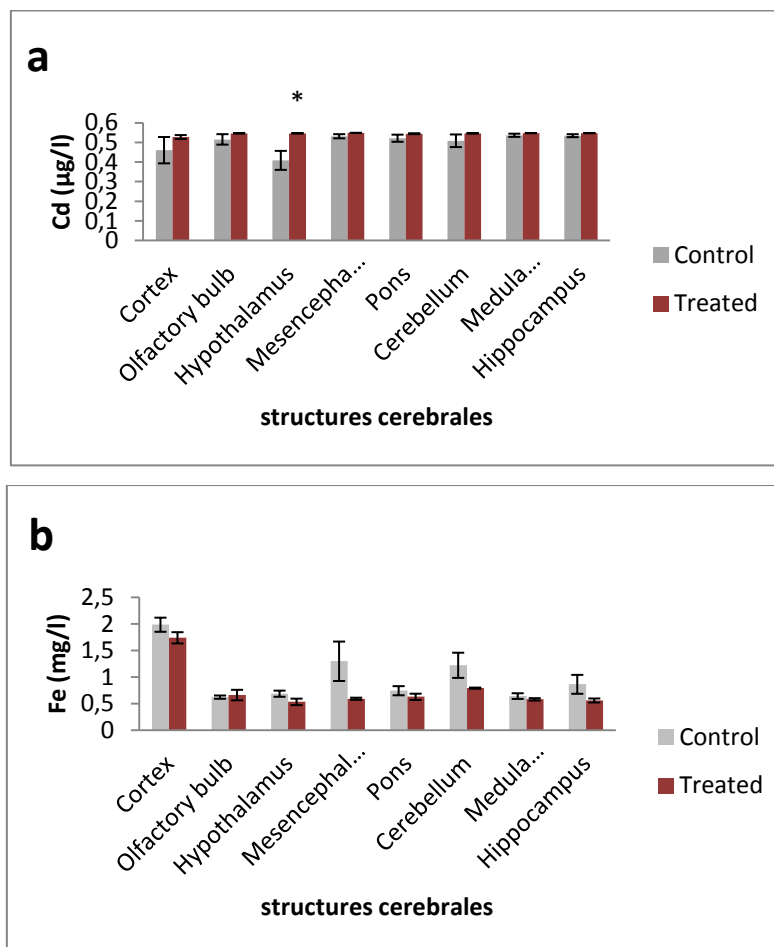 a
*
Cd (µg/l)
0,6
0,5
0,4
0,3
0,2
0,1
0
Cortex
Olfactory bulb
Hypothalamus
Mesencepha...
Pons
Cerebellum
Medula...
Hippocampus
structures cerebrales
Control
Treated
b
Fe (mg/l)
2,5
2
1,5
1
0,5
0
Cortex
Olfactory bulb
Hypothalamus
Mesencephal...
Pons
Cerebellum
Medula...
Hippocampus
structures cerebrales
Control
Treated